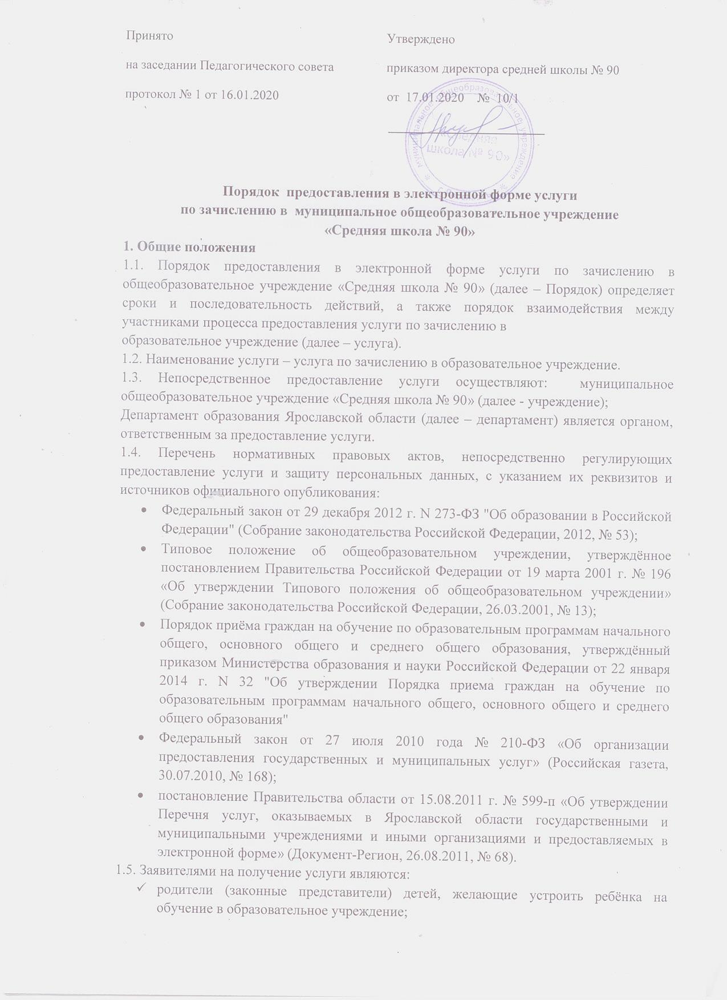 Принято
на заседании Педагогического совета
протокол № 1 от 16.01.2020
Утверждено
приказом директора средней школы № 90
от 17.01.2020 № 10/1
муниципальное общеобразовательное учреждение
«Средняя
школа № 90»
Порядок предоставления в электронной форме услуги
по зачислению в муниципальное общеобразовательное учреждение
«Средняя школа № 90»
1. Общие положения
1.1. Порядок предоставления в электронной форме услуги по зачислению в
общеобразовательное учреждение «Средняя школа № 90» (далее – Порядок) определяет
сроки и последовательность действий, а также порядок взаимодействия между
участниками процесса предоставления услуги по зачислению в
образовательное учреждение (далее – услуга).
1.2. Наименование услуги – услуга по зачислению в образовательное учреждение.
1.3. Непосредственное предоставление услуги осуществляют: муниципальное
общеобразовательное учреждение «Средняя школа № 90» (далее - учреждение);
Департамент образования Ярославской области (далее – департамент) является органом,
ответственным за предоставление услуги.
1.4. Перечень нормативных правовых актов, непосредственно регулирующих
предоставление услуги и защиту персональных данных, с указанием их реквизитов и
источников официального опубликования:
• Федеральный закон от 29 декабря 2012 г. N 273-ФЗ "Об образовании в Российской
Федерации" (Собрание законодательства Российской Федерации, 2012, № 53);
• Типовое положение об общеобразовательном учреждении, утверждённое
постановлением Правительства Российской Федерации от 19 марта 2001 г. № 196
«Об утверждении Типового положения об общеобразовательном учреждении»
(Собрание законодательства Российской Федерации, 26.03.2001, № 13);
• Порядок приёма граждан на обучение по образовательным программам начального
общего, основного общего и среднего общего образования, утверждённый
приказом Министерства образования и науки Российской Федерации от 22 января
2014 г. N 32 "Об утверждении Порядка приема граждан на обучение по
образовательным программам начального общего, основного общего и среднего
общего образования"
• Федеральный закон от 27 июля 2010 года № 210-ФЗ «Об организации
предоставления государственных и муниципальных услуг» (Российская газета,
30.07.2010, № 168);
• постановление Правительства области от 15.08.2011 г. № 599-п «Об утверждении
Перечня услуг, оказываемых в Ярославской области государственными и
муниципальными учреждениями и иными организациями и предоставляемых в
электронной форме» (Документ-Регион, 26.08.2011, № 68).
1.5. Заявителями на получение услуги являются:
✓ родители (законные представители) детей, желающие устроить ребёнка на
обучение в образовательное учреждение;